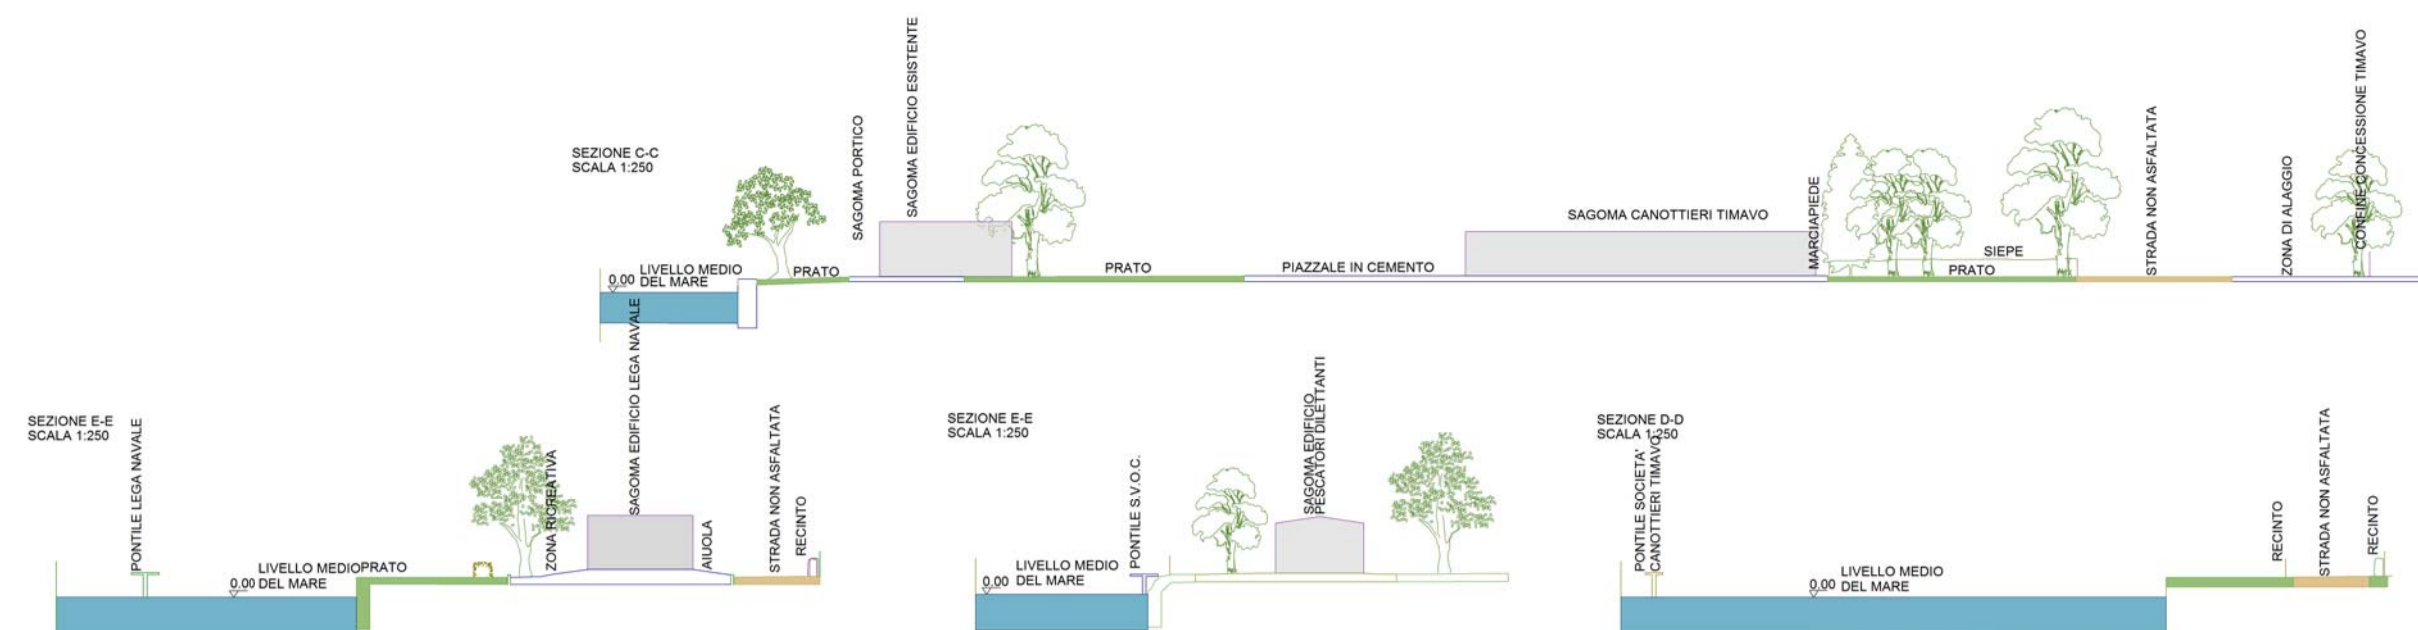 SEZIONE C-C
SCALA 1:250
0.00
LIVELLO MEDIO
DEL MARE
PRATO
SAGOMA PORTICO
SAGOMA EDIFICIO ESISTENTE
PRATO
PIAZZALE IN CEMENTO
SAGOMA CANOTTIERI TIMAVO
MARCIAPIEDE
SIEPE
PRATO
STRADA NON ASFALTATA
ZONA DI ALAGGIO
CONFINE CONCESSIONE TIMAVO
SEZIONE E-E
SCALA 1:250
PONTILE LEGA NAVALE
0.00
LIVELLO MEDIO
DEL MARE
PRATO
ZONA RICREATIVA
SAGOMA EDIFICIO LEGA NAVALE
AIUOLA
STRADA NON ASFALTATA
RECINTO
SEZIONE E-E
SCALA 1:250
0.00
LIVELLO MEDIO
DEL MARE
PONTILE S.V.O.C.
SAGOMA EDIFICIO
PESCATORI DILETTANTI
SEZIONE D-D
SCALA 1:250
PONTILE SOCIETA'
CANOTTIERI TIMAVO
0.00
LIVELLO MEDIO
DEL MARE
RECINTO
STRADA NON ASFALTATA
RECINTO